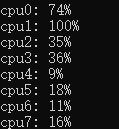 cpu0: 74%
cpu1: 100%
cpu2: 35%
cpu3: 36%
cpu4: 9%
cpu5: 18%
cpu6: 11%
cpu7: 16%